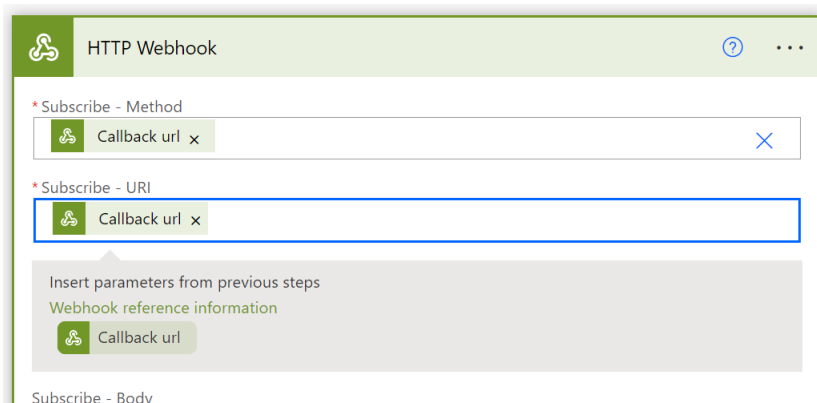 HTTP Webhook
* Subscribe - Method
Callback url ×
* Subscribe - URI
Callback url ×
Insert parameters from previous steps
Webhook reference information
Callback url
Subscribe - Body